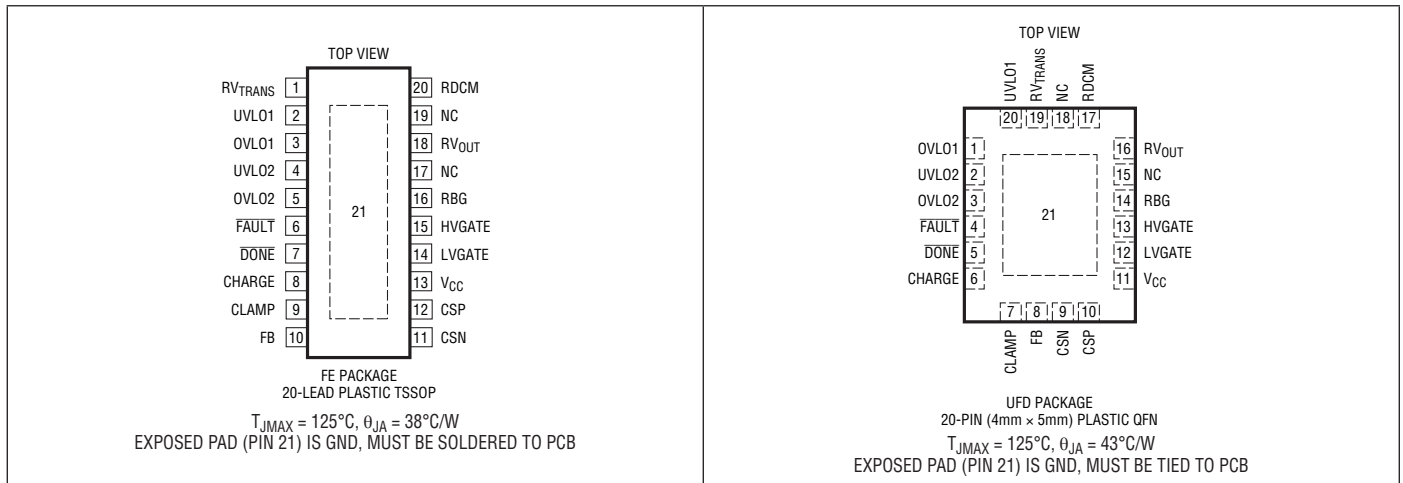 TOP VIEW
RVTRANS 1
UVLO1 2
OVLO1 3
UVLO2 4
OVLO2 5
FAULT 6
DONE 7
CHARGE 8
CLAMP 9
FB 10
20 RDCM
19 NC
18 RVOUT
17 NC
16 RBG
15 HVGATE
14 LVGATE
13 VCC
12 CSP
11 CSN
21
FE PACKAGE
20-LEAD PLASTIC TSSOP
TJMAX = 125°C, θJA = 38°C/W
EXPOSED PAD (PIN 21) IS GND, MUST BE SOLDERED TO PCB
TOP VIEW
UVLO1
RVTRANS
NC
RDCM
20 19 18 17
OVLO1 1
UVLO2 2
OVLO2 3
FAULT 4
DONE 5
CHARGE 6
16 RVOUT
15 NC
14 RBG
13 HVGATE
12 LVGATE
11 VCC
21
7 8 9 10
CLAMP
FB
CSN
CSP
UFD PACKAGE
20-PIN (4mm × 5mm) PLASTIC QFN
TJMAX = 125°C, θJA = 43°C/W
EXPOSED PAD (PIN 21) IS GND, MUST BE TIED TO PCB